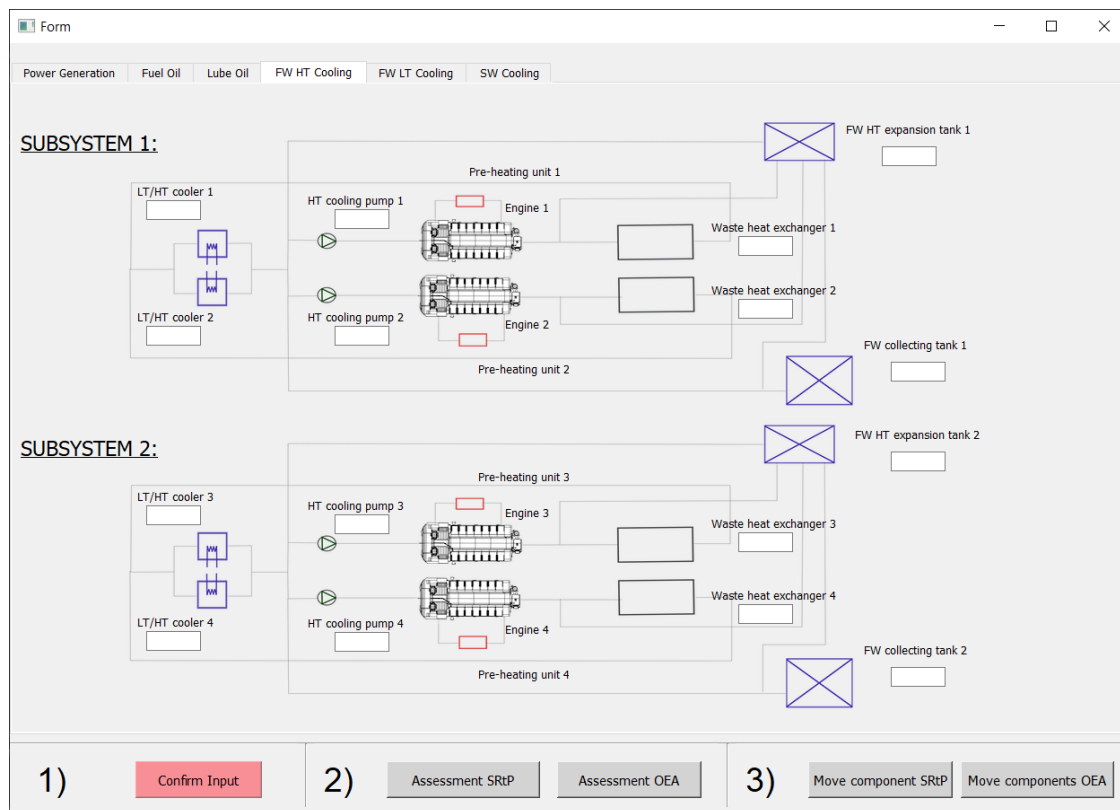 Form
Power Generation
Fuel Oil
Lube Oil
FW HT Cooling
FW LT Cooling
SW Cooling
SUBSYSTEM 1:
FW HT expansion tank 1
Pre-heating unit 1
LT/HT cooler 1
HT cooling pump 1
Engine 1
Waste heat exchanger 1
Waste heat exchanger 2
LT/HT cooler 2
HT cooling pump 2
Engine 2
FW collecting tank 1
Pre-heating unit 2
SUBSYSTEM 2:
FW HT expansion tank 2
Pre-heating unit 3
LT/HT cooler 3
HT cooling pump 3
Engine 3
Waste heat exchanger 3
Waste heat exchanger 4
LT/HT cooler 4
HT cooling pump 4
Engine 4
FW collecting tank 2
Pre-heating unit 4
1)
Confirm Input
2)
Assessment SRtP
Assessment OEA
3)
Move component SRtP
Move components OEA